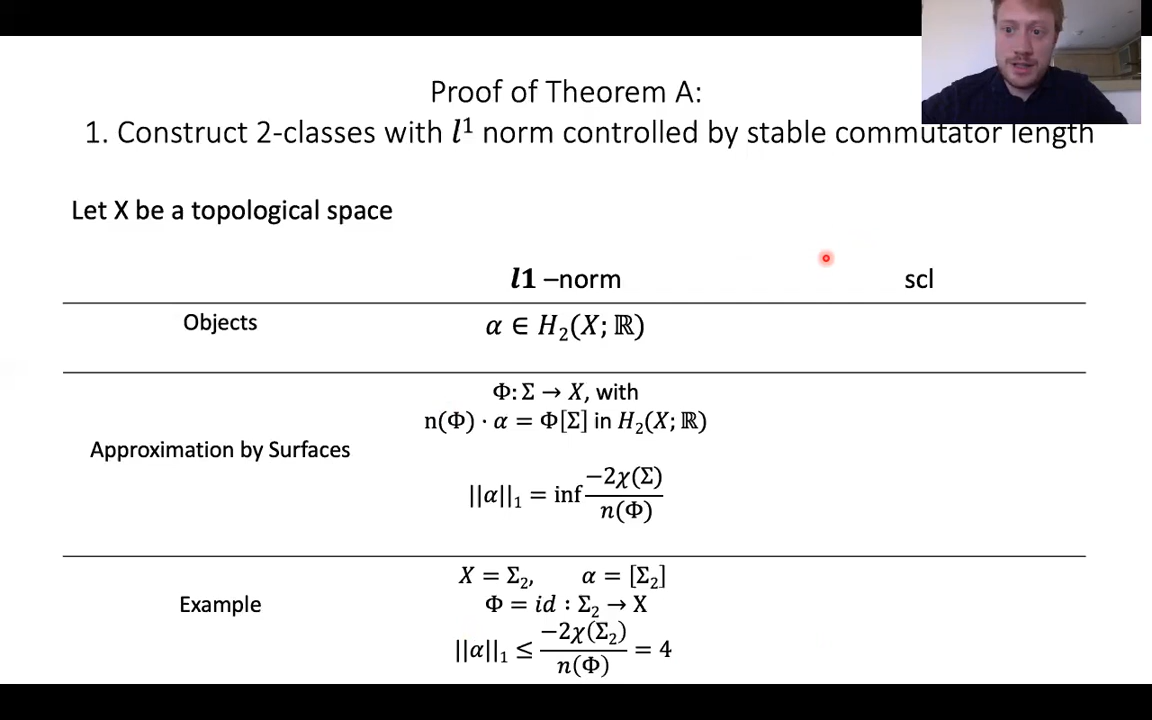 Proof of Theorem A:
1. Construct 2-classes with l¹ norm controlled by stable commutator length
Let X be a topological space
l1 –norm scl
Objects α ∈ H₂(X; ℝ)
Φ: Σ → X, with
n(Φ) · α = Φ[Σ] in H₂(X; ℝ)
Approximation by Surfaces
||α||₁ = inf −2χ(Σ) / n(Φ)
X = Σ₂, α = [Σ₂]
Example Φ = id : Σ₂ → X
||α||₁ ≤ −2χ(Σ₂) / n(Φ) = 4